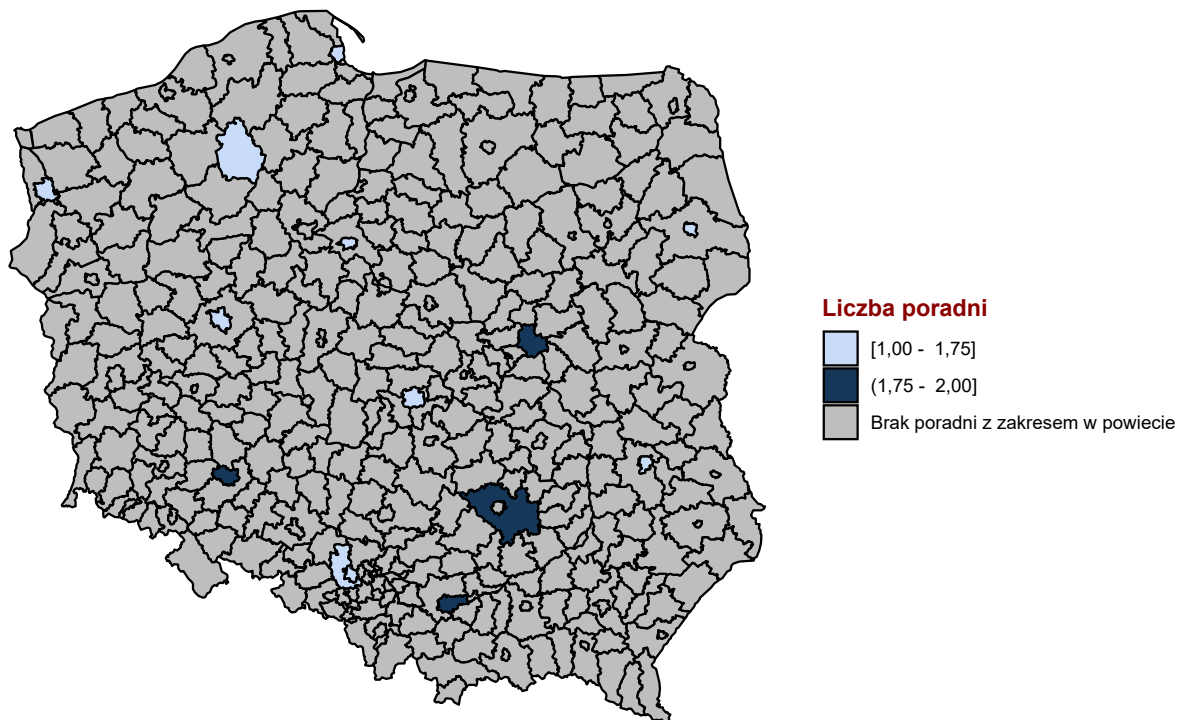 Liczba poradni
[1,00 - 1,75]
(1,75 - 2,00]
Brak poradni z zakresem w powiecie